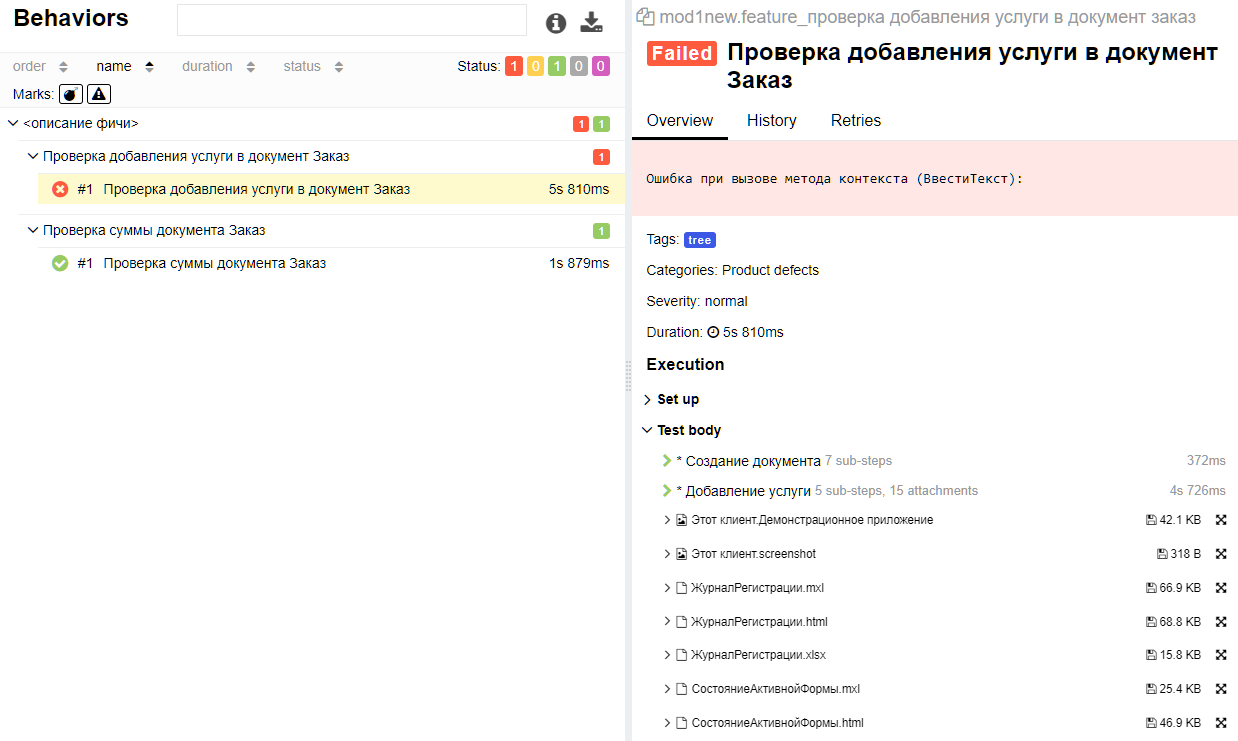 Behaviors
order name duration status Status: 1 0 1 0 0
Marks:
<описание фичи> 1 1
Проверка добавления услуги в документ Заказ 1
#1 Проверка добавления услуги в документ Заказ 5s 810ms
Проверка суммы документа Заказ 1
#1 Проверка суммы документа Заказ 1s 879ms
mod1new.feature_проверка добавления услуги в документ заказ
Failed Проверка добавления услуги в документ
Заказ
Overview History Retries
Ошибка при вызове метода контекста (ВвестиТекст):
Tags: tree
Categories: Product defects
Severity: normal
Duration: 5s 810ms
Execution
Set up
Test body
* Создание документа 7 sub-steps 372ms
* Добавление услуги 5 sub-steps, 15 attachments 4s 726ms
Этот клиент.Демонстрационное приложение 42.1 KB
Этот клиент.screenshot 318 B
ЖурналРегистрации.mxl 66.9 KB
ЖурналРегистрации.html 68.8 KB
ЖурналРегистрации.xlsx 15.8 KB
СостояниеАктивнойФормы.mxl 25.4 KB
СостояниеАктивнойФормы.html 46.9 KB